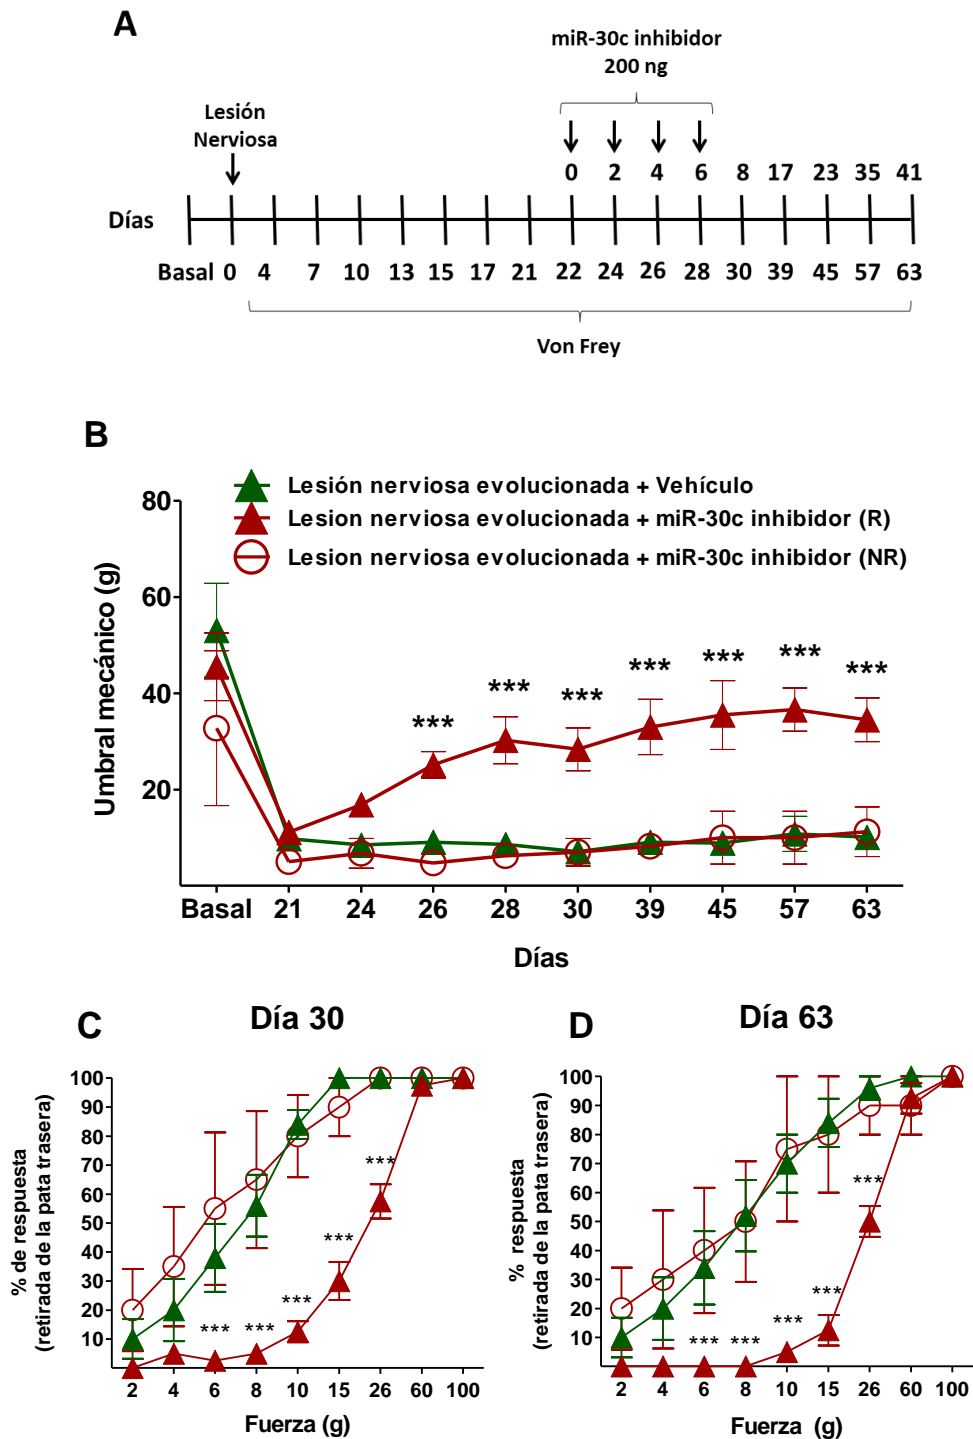 A
miR-30c inhibidor
200 ng
Lesión
Nerviosa
0 2 4 6 8 17 23 35 41
Días
Basal 0 4 7 10 13 15 17 21 22 24 26 28 30 39 45 57 63
Von Frey
B
Lesión nerviosa evolucionada + Vehículo
Lesion nerviosa evolucionada + miR-30c inhibidor (R)
Lesion nerviosa evolucionada + miR-30c inhibidor (NR)
Umbral mecánico (g)
80
60
40
20
*** *** *** *** *** *** ***
Basal 21 24 26 28 30 39 45 57 63
Días
C
Día 30
% de respuesta
(retirada de la pata trasera)
100
90
80
70
60
50
40
30
20
10
*** *** *** *** ***
2 4 6 8 10 15 26 60 100
Fuerza (g)
D
Día 63
% respuesta
(retirada de la pata trasera)
100
90
80
70
60
50
40
30
20
10
*** *** *** *** ***
2 4 6 8 10 15 26 60 100
Fuerza (g)